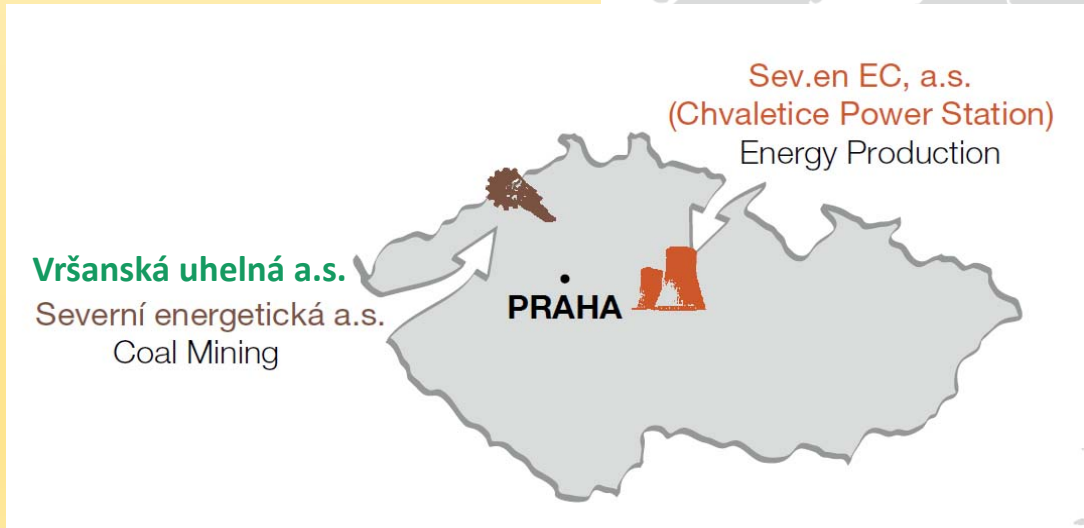 Sev.en EC, a.s.
(Chvaletice Power Station)
Energy Production
Vršanská uhelná a.s.
Severní energetická a.s.
Coal Mining
PRAHA